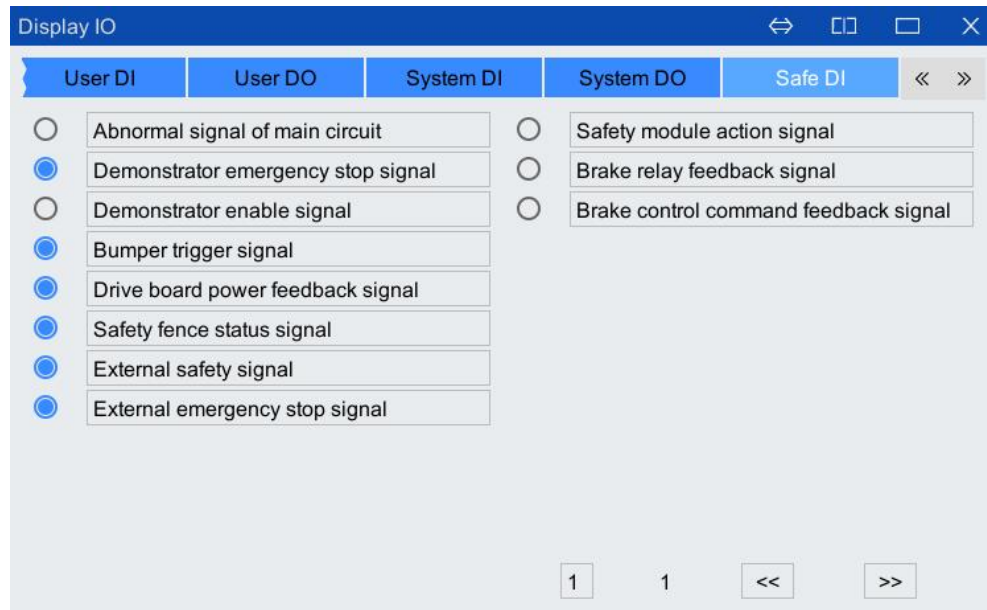 Display IO
User DI
User DO
System DI
System DO
Safe DI
Abnormal signal of main circuit
Demonstrator emergency stop signal
Demonstrator enable signal
Bumper trigger signal
Drive board power feedback signal
Safety fence status signal
External safety signal
External emergency stop signal
Safety module action signal
Brake relay feedback signal
Brake control command feedback signal
1
1
<<
>>